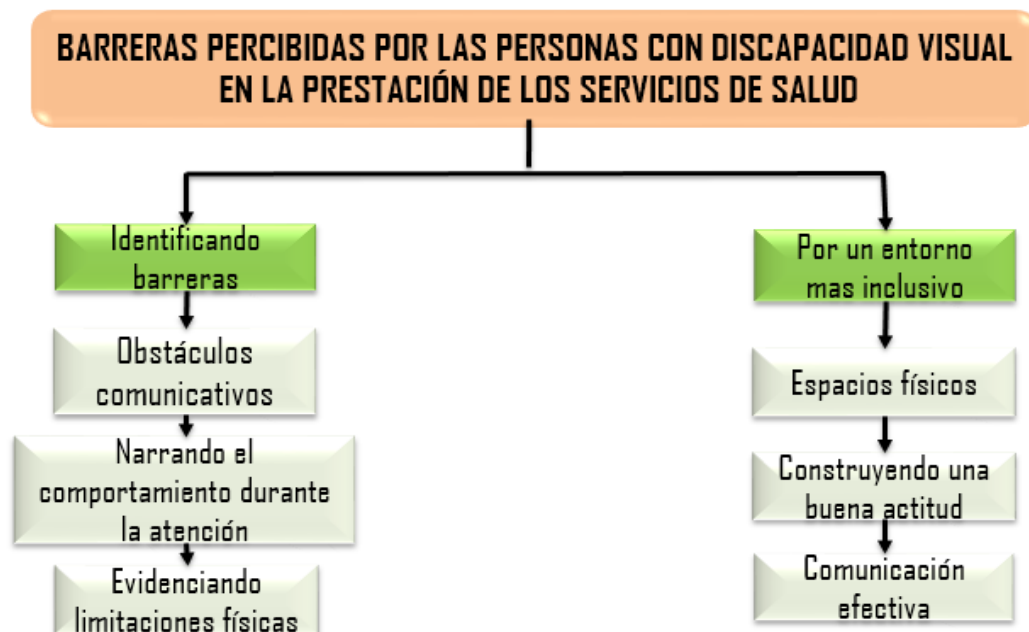 BARRERAS PERCIBIDAS POR LAS PERSONAS CON DISCAPACIDAD VISUAL
EN LA PRESTACIÓN DE LOS SERVICIOS DE SALUD
Identificando
barreras
Obstáculos
comunicativos
Narrando el
comportamiento durante
la atención
Evidenciando
limitaciones físicas
Por un entorno
mas inclusivo
Espacios físicos
Construyendo una
buena actitud
Comunicación
efectiva